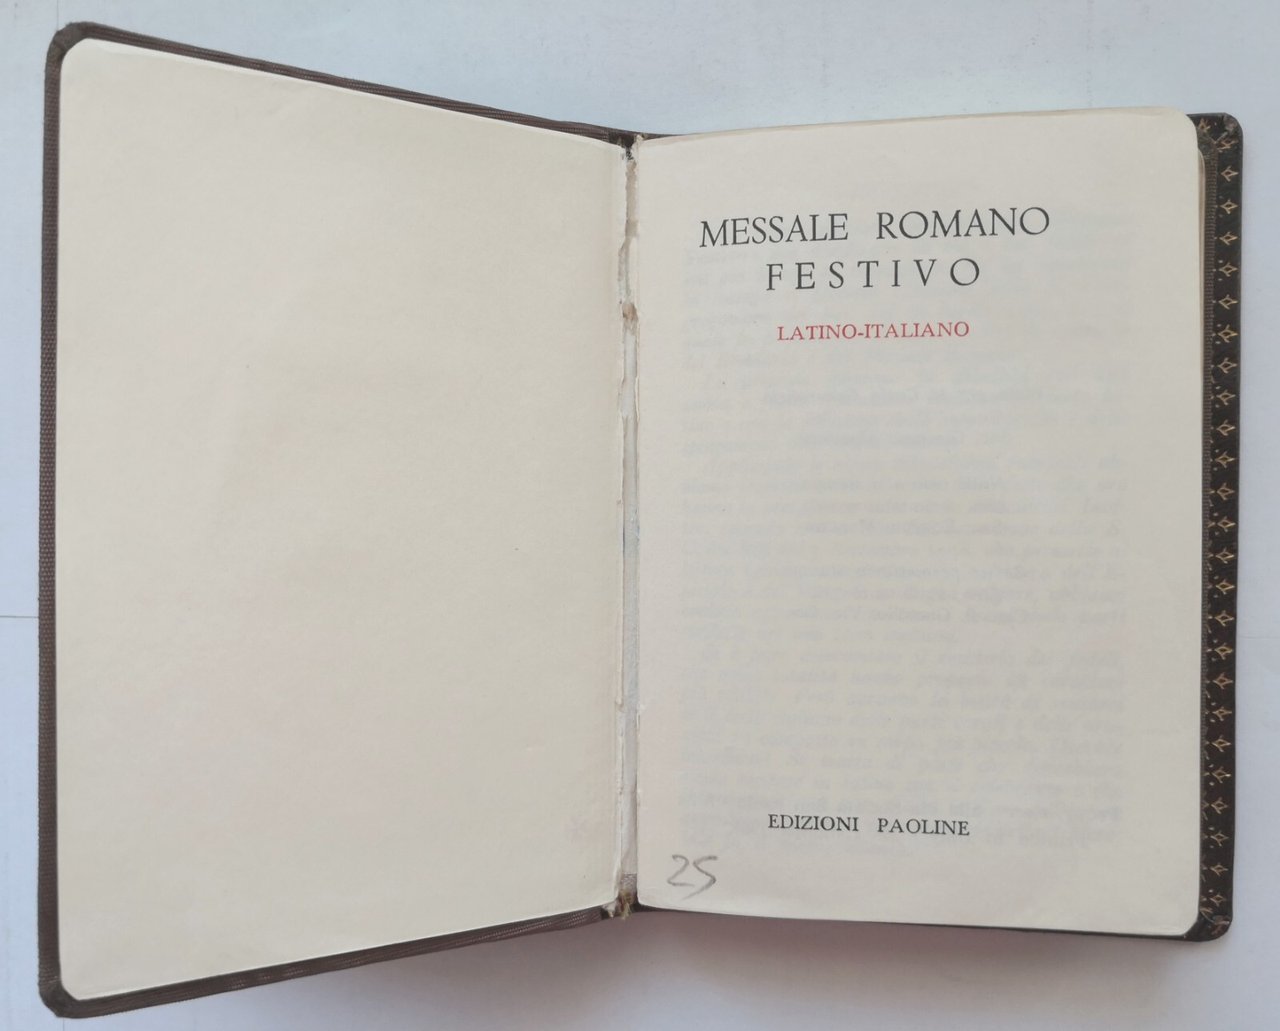 MESSALE ROMANO
FESTIVO
LATINO-ITALIANO
EDIZIONI PAOLINE
25